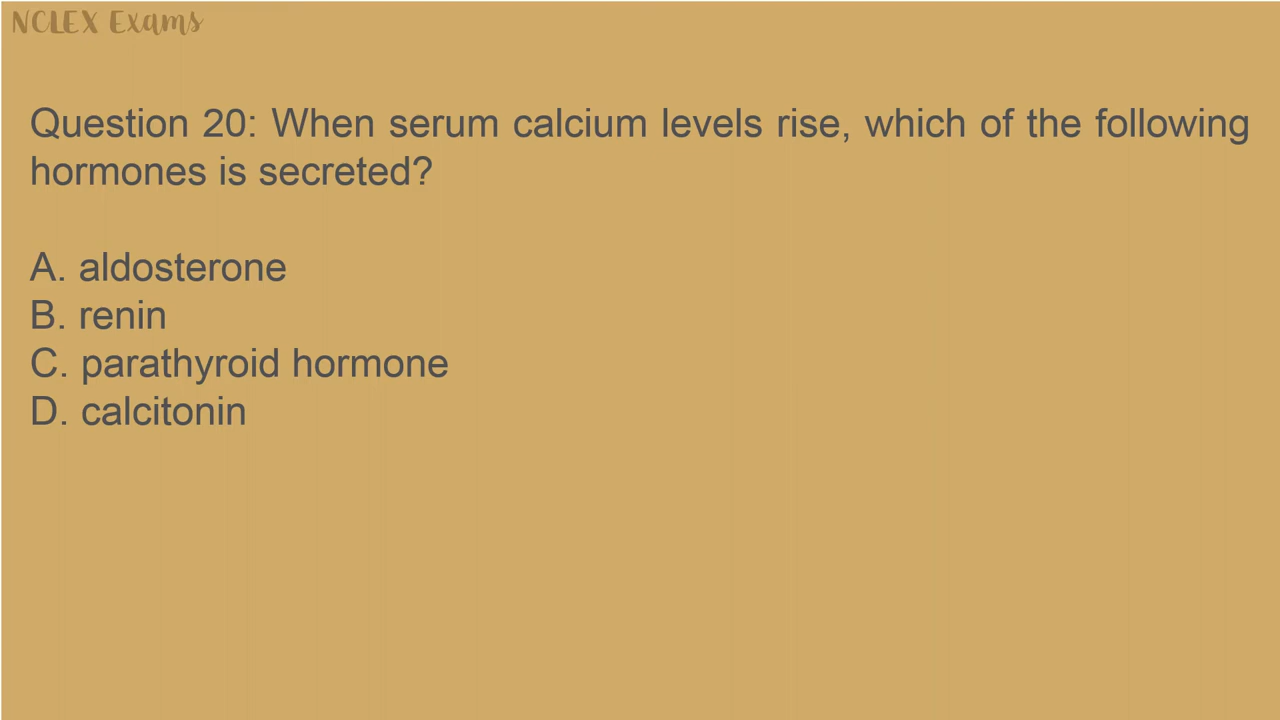 NCLEX Exams
Question 20: When serum calcium levels rise, which of the following
hormones is secreted?
A. aldosterone
B. renin
C. parathyroid hormone
D. calcitonin